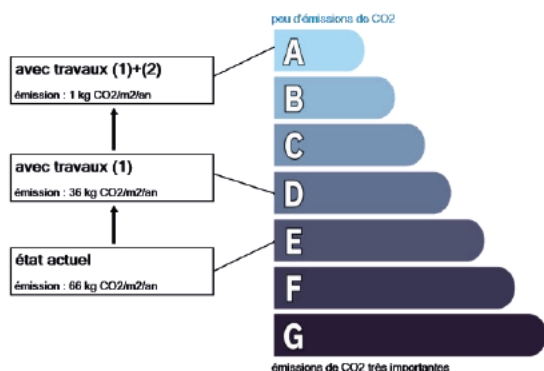 peu d'émissions de CO2
A
avec travaux (1)+(2)
émission : 1 kg CO2/m2/an
B
C
avec travaux (1)
émission : 36 kg CO2/m2/an
D
E
état actuel
émission : 66 kg CO2/m2/an
F
G
émissions de CO2 très importantes